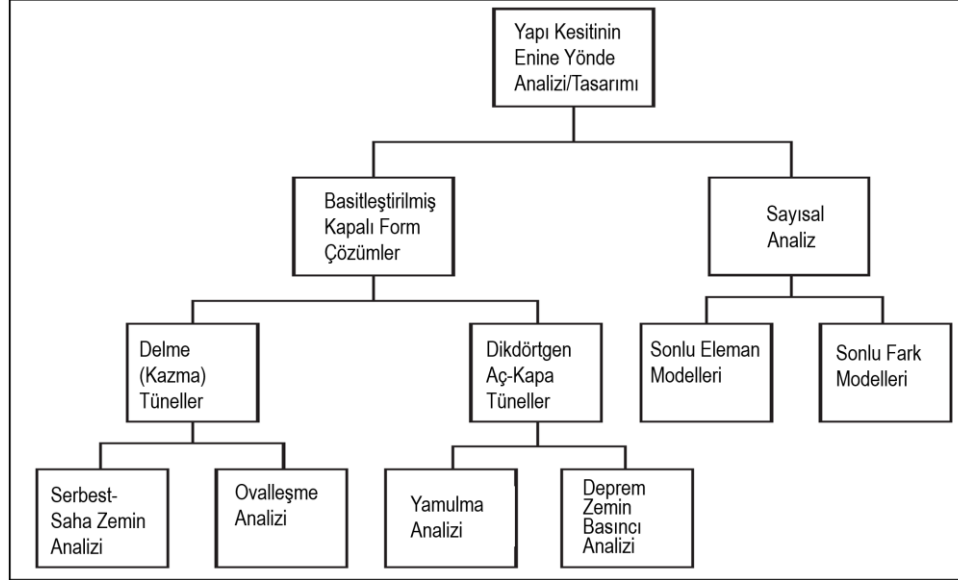 Yapı Kesitinin
Enine Yönde
Analizi/Tasarımı
Basitleştirilmiş
Kapalı Form
Çözümler
Sayısal
Analiz
Delme
(Kazma)
Tüneller
Dikdörtgen
Aç-Kapa
Tüneller
Sonlu Eleman
Modelleri
Sonlu Fark
Modelleri
Serbest-
Saha Zemin
Analizi
Ovalleşme
Analizi
Yamulma
Analizi
Deprem
Zemin
Basıncı
Analizi